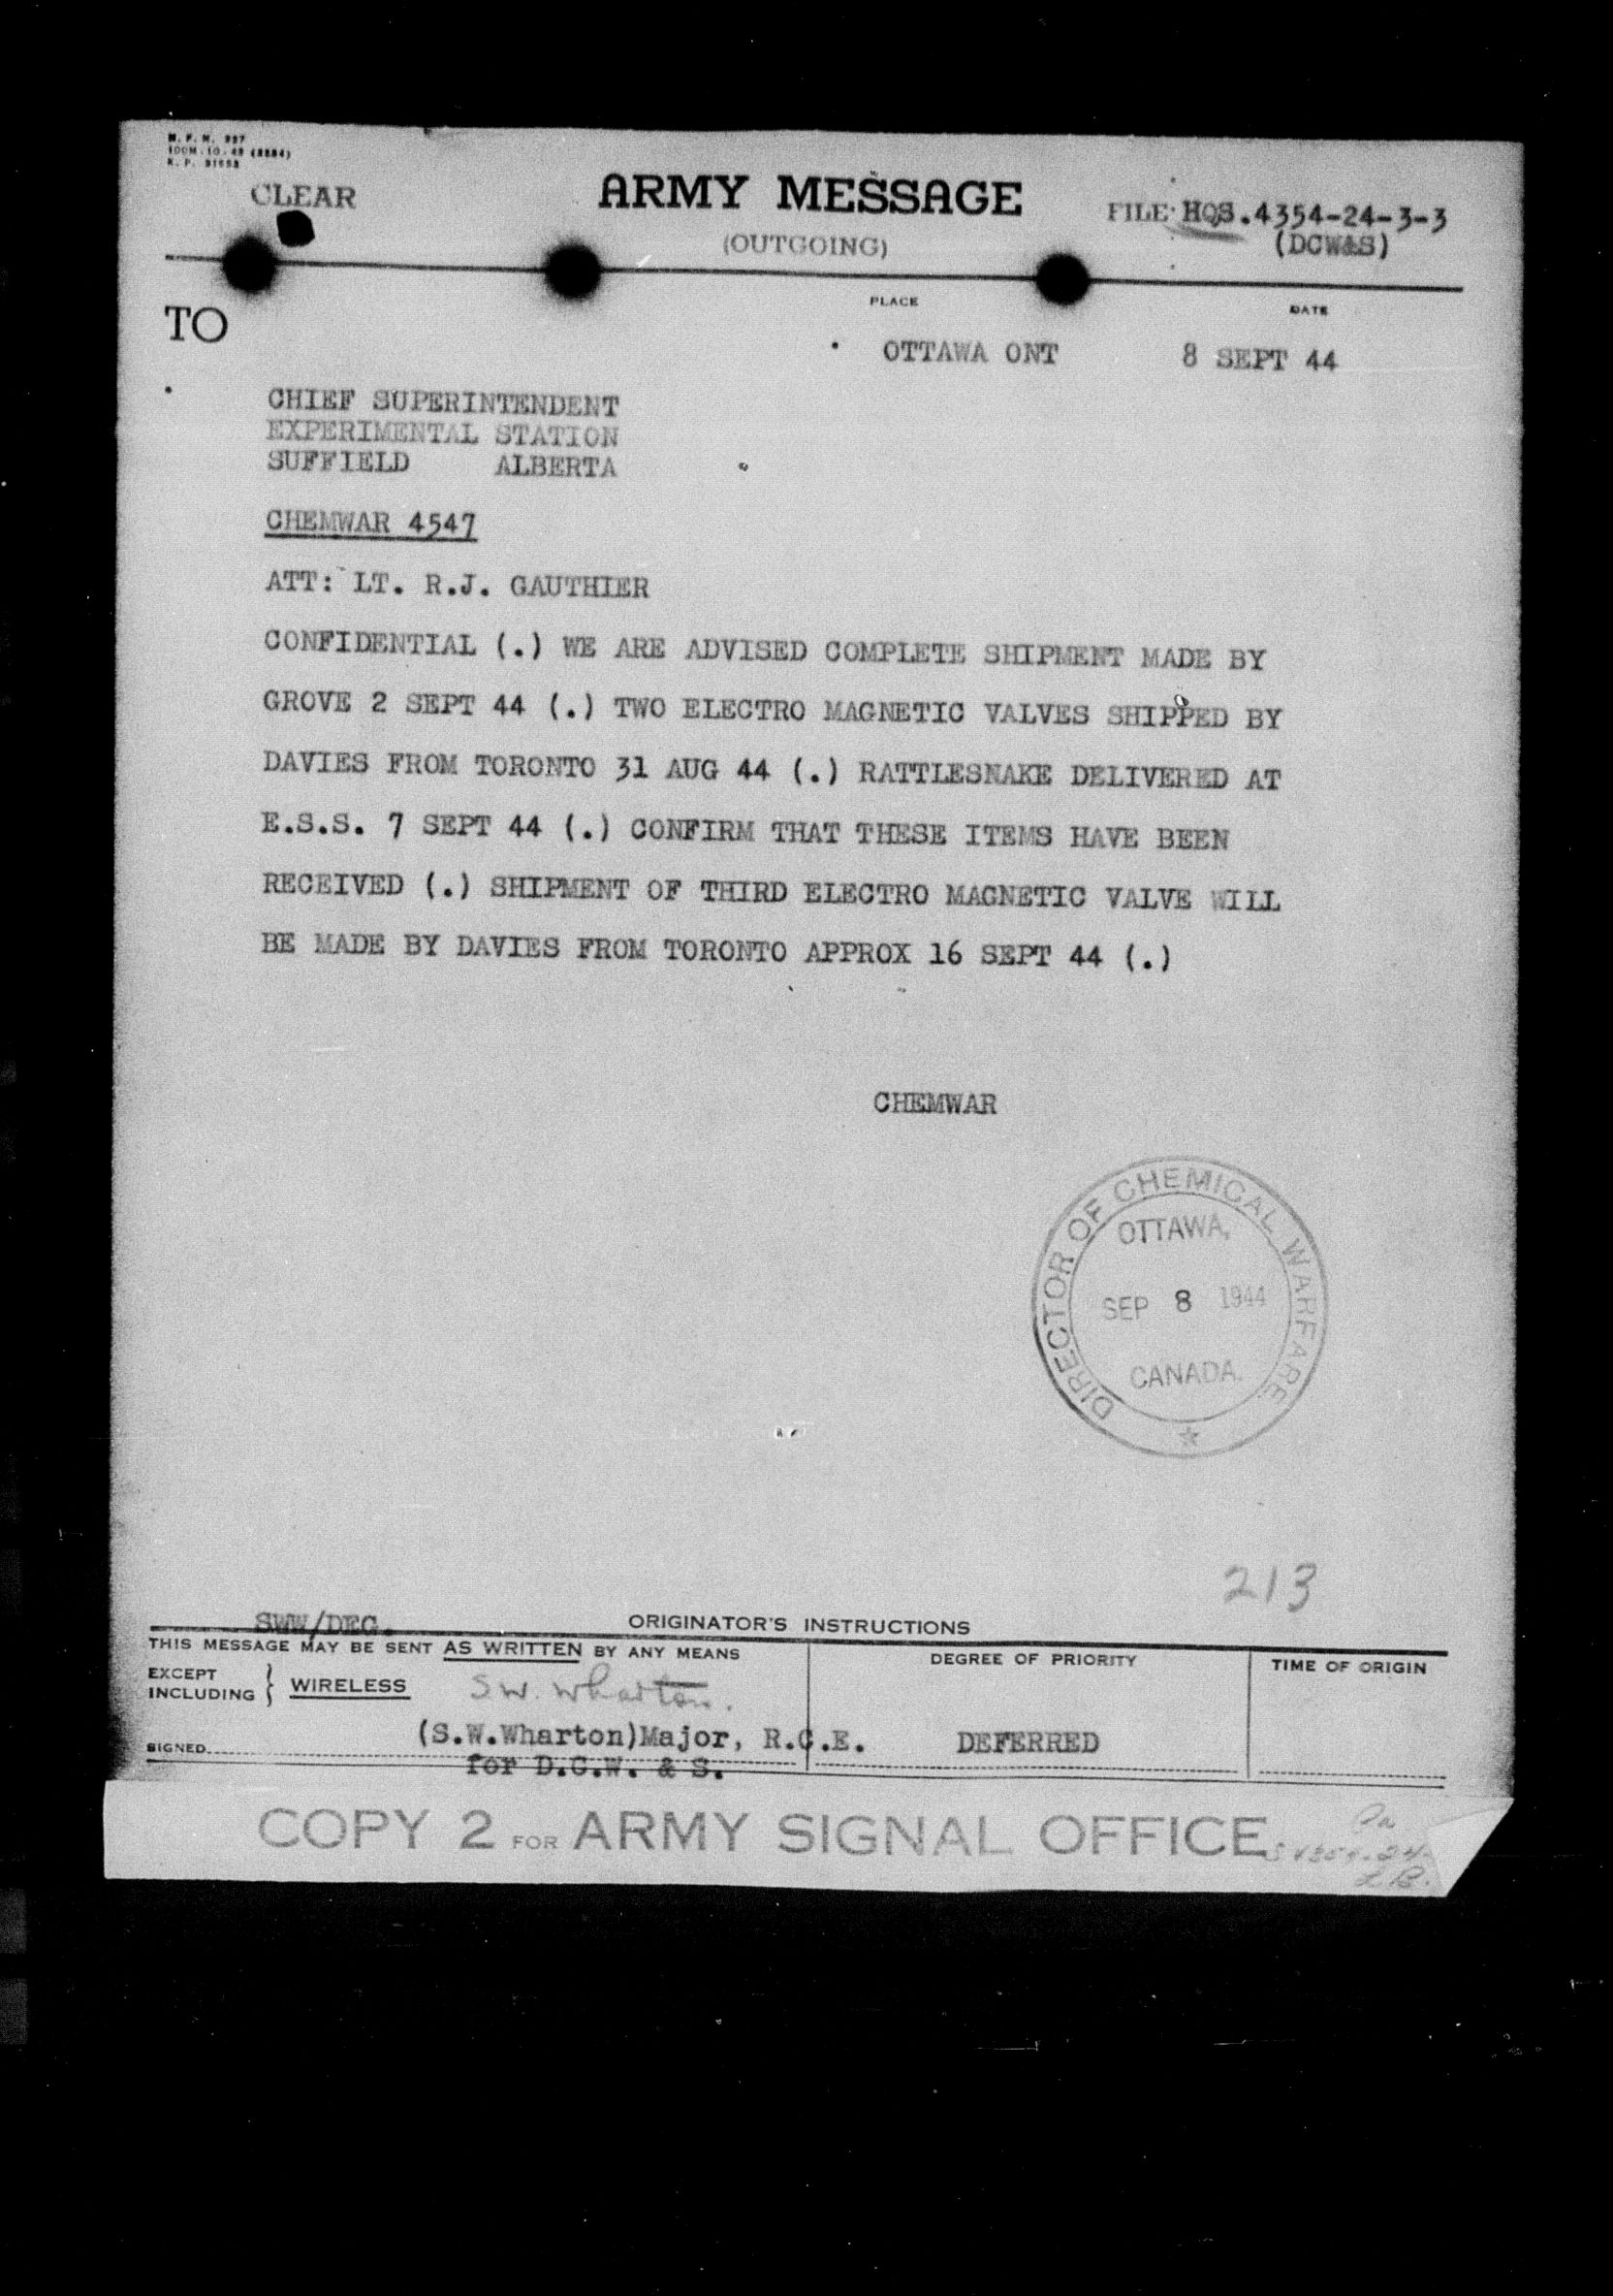 CLEAR
ARMY MESSAGE
(OUTGOING)
FILE HQS.4354-24-3-3
(DCW&S)
TO
PLACE
DATE
OTTAWA ONT 8 SEPT 44
CHIEF SUPERINTENDENT
EXPERIMENTAL STATION
SUFFIELD ALBERTA
CHEMWAR 4547
ATT: LT. R.J. GAUTHIER
CONFIDENTIAL (.) WE ARE ADVISED COMPLETE SHIPMENT MADE BY
GROVE 2 SEPT 44 (.) TWO ELECTRO MAGNETIC VALVES SHIPPED BY
DAVIES FROM TORONTO 31 AUG 44 (.) RATTLESNAKE DELIVERED AT
E.S.S. 7 SEPT 44 (.) CONFIRM THAT THESE ITEMS HAVE BEEN
RECEIVED (.) SHIPMENT OF THIRD ELECTRO MAGNETIC VALVE WILL
BE MADE BY DAVIES FROM TORONTO APPROX 16 SEPT 44 (.)
CHEMWAR
DIRECTOR OF CHEMICAL WARFARE
OTTAWA,
SEP 8 1944
CANADA.
213
SWW/DEC.
ORIGINATOR'S INSTRUCTIONS
THIS MESSAGE MAY BE SENT AS WRITTEN BY ANY MEANS
DEGREE OF PRIORITY
TIME OF ORIGIN
EXCEPT
INCLUDING } WIRELESS
S.W. Wharton.
SIGNED (S.W.Wharton)Major, R.C.E.
DEFERRED
for D.C.W. & S.
COPY 2 FOR ARMY SIGNAL OFFICE